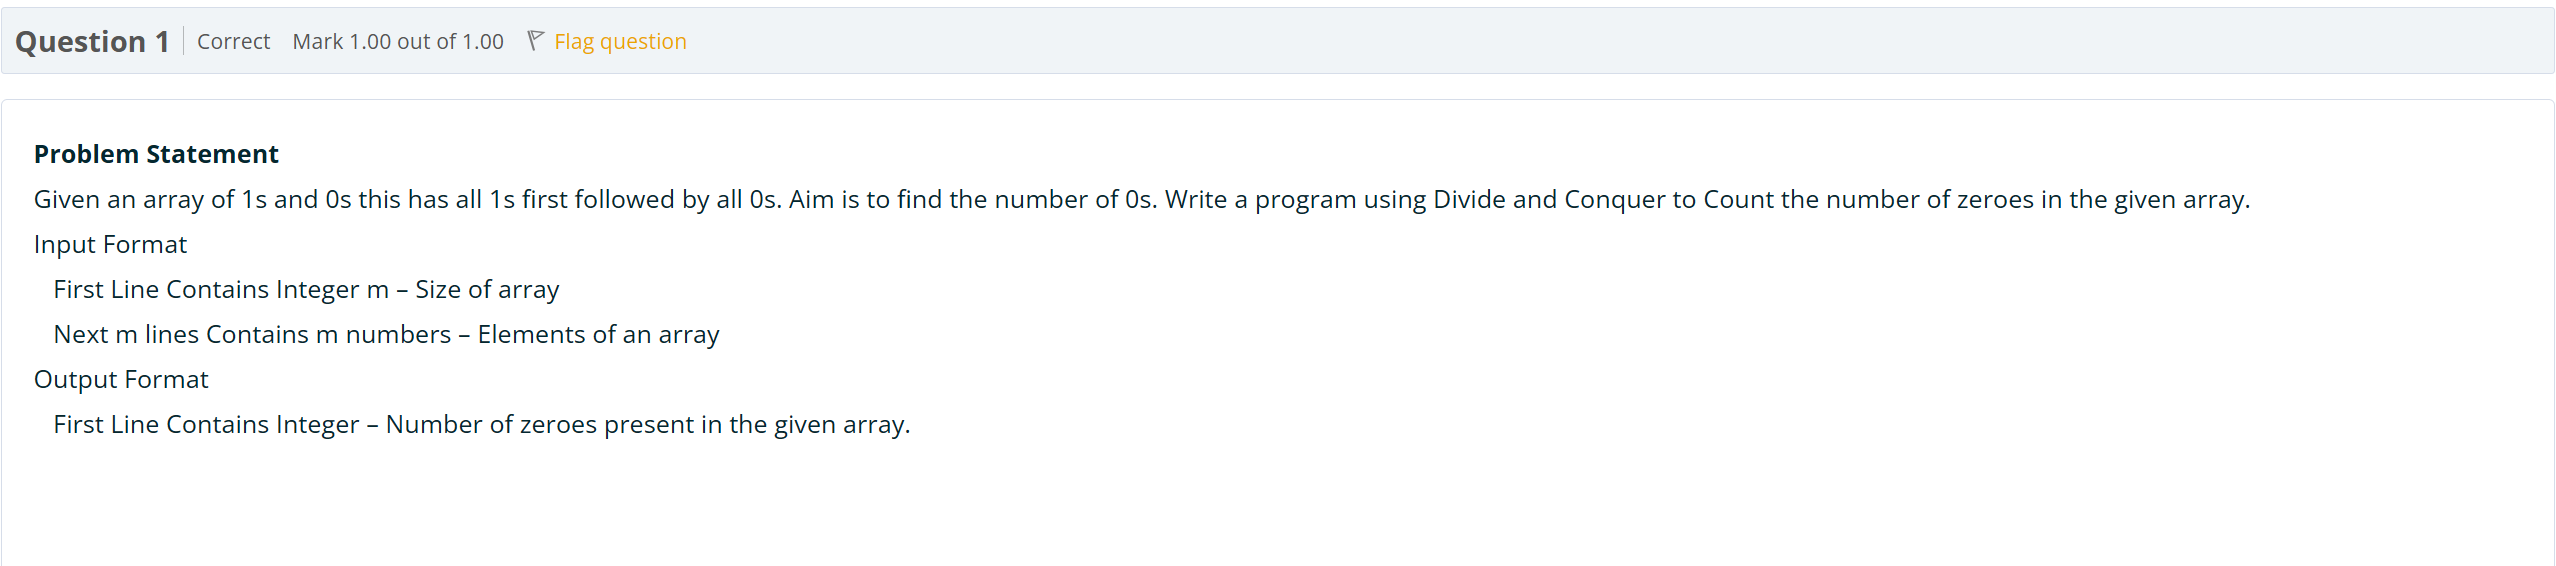 Question 1 Correct Mark 1.00 out of 1.00 Flag question
Problem Statement
Given an array of 1s and 0s this has all 1s first followed by all 0s. Aim is to find the number of 0s. Write a program using Divide and Conquer to Count the number of zeroes in the given array.
Input Format
First Line Contains Integer m – Size of array
Next m lines Contains m numbers – Elements of an array
Output Format
First Line Contains Integer – Number of zeroes present in the given array.